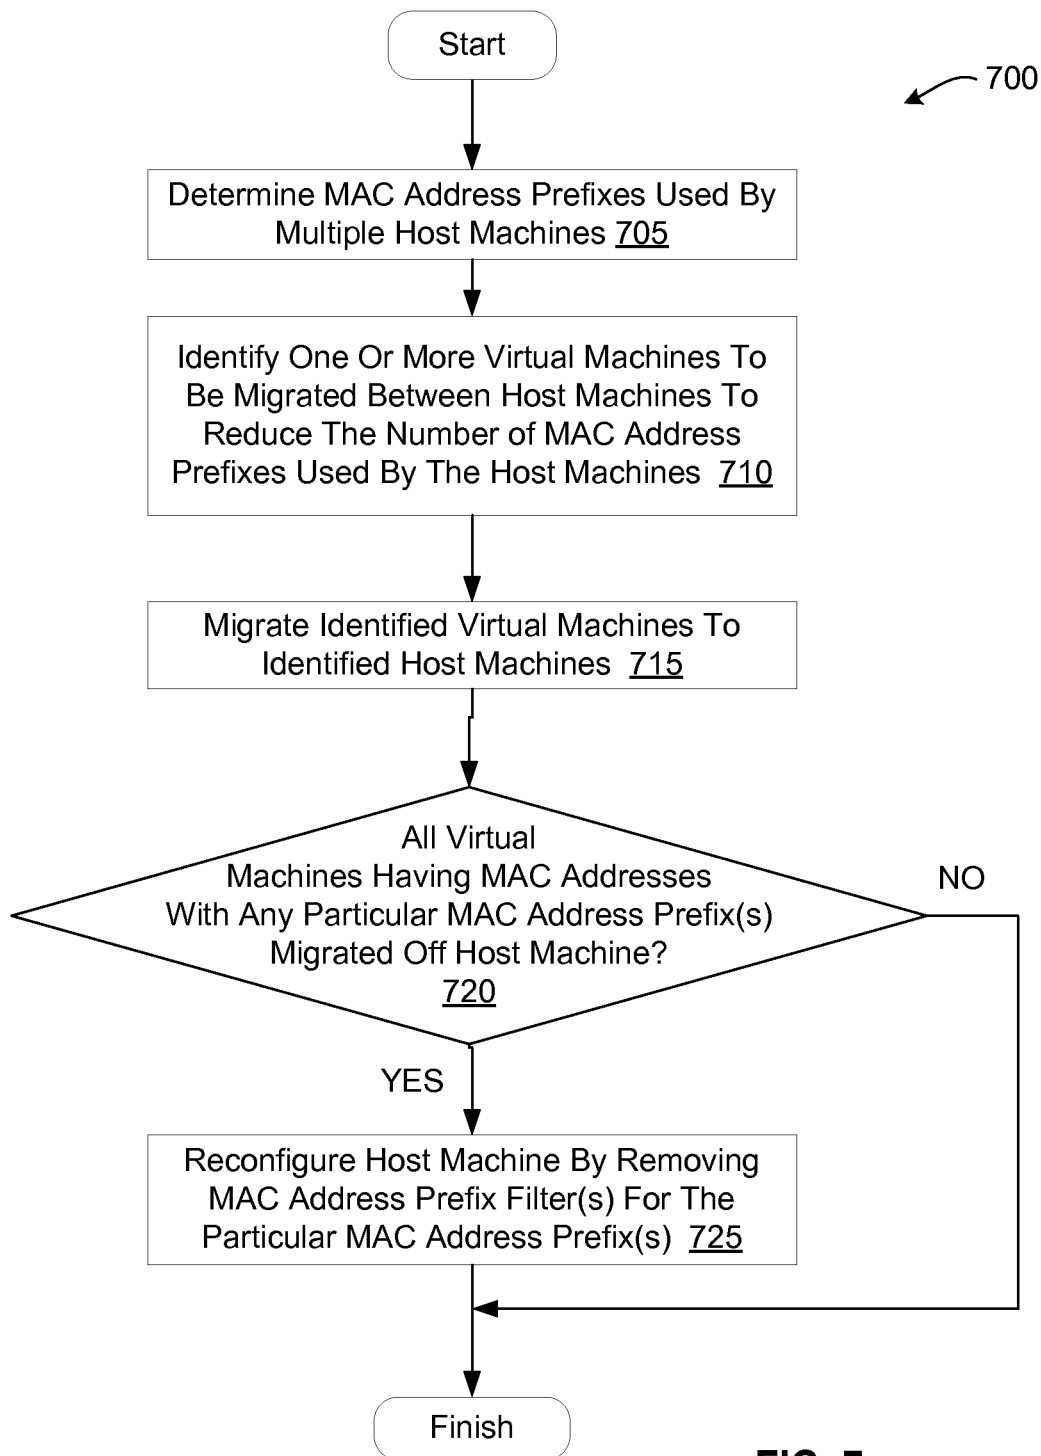 Start
700
Determine MAC Address Prefixes Used By
Multiple Host Machines 705
Identify One Or More Virtual Machines To
Be Migrated Between Host Machines To
Reduce The Number of MAC Address
Prefixes Used By The Host Machines 710
Migrate Identified Virtual Machines To
Identified Host Machines 715
All Virtual
Machines Having MAC Addresses
With Any Particular MAC Address Prefix(s)
Migrated Off Host Machine?
720
NO
YES
Reconfigure Host Machine By Removing
MAC Address Prefix Filter(s) For The
Particular MAC Address Prefix(s) 725
Finish